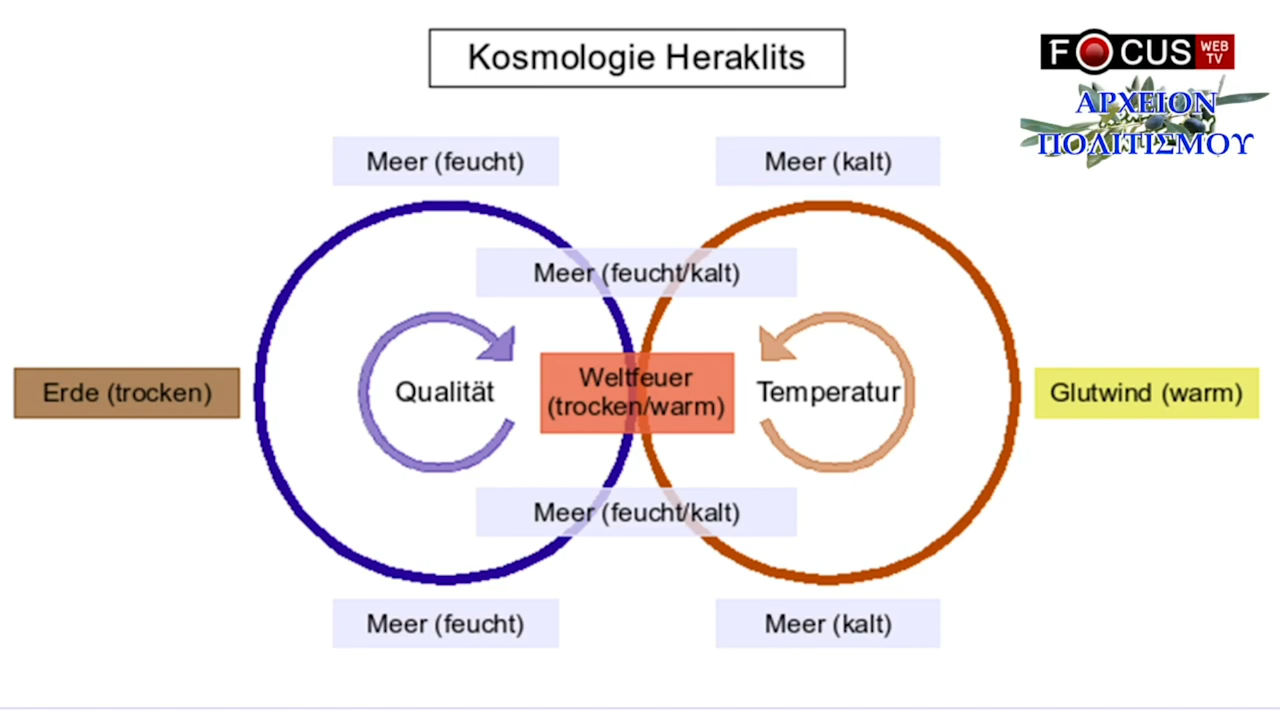 Kosmologie Heraklits
FOCUS WEB TV
ΑΡΧΕΙΟΝ
ΠΟΛΙΤΙΣΜΟΥ
Meer (feucht)
Meer (kalt)
Meer (feucht/kalt)
Erde (trocken)
Qualität
Weltfeuer
(trocken/warm)
Temperatur
Glutwind (warm)
Meer (feucht/kalt)
Meer (feucht)
Meer (kalt)